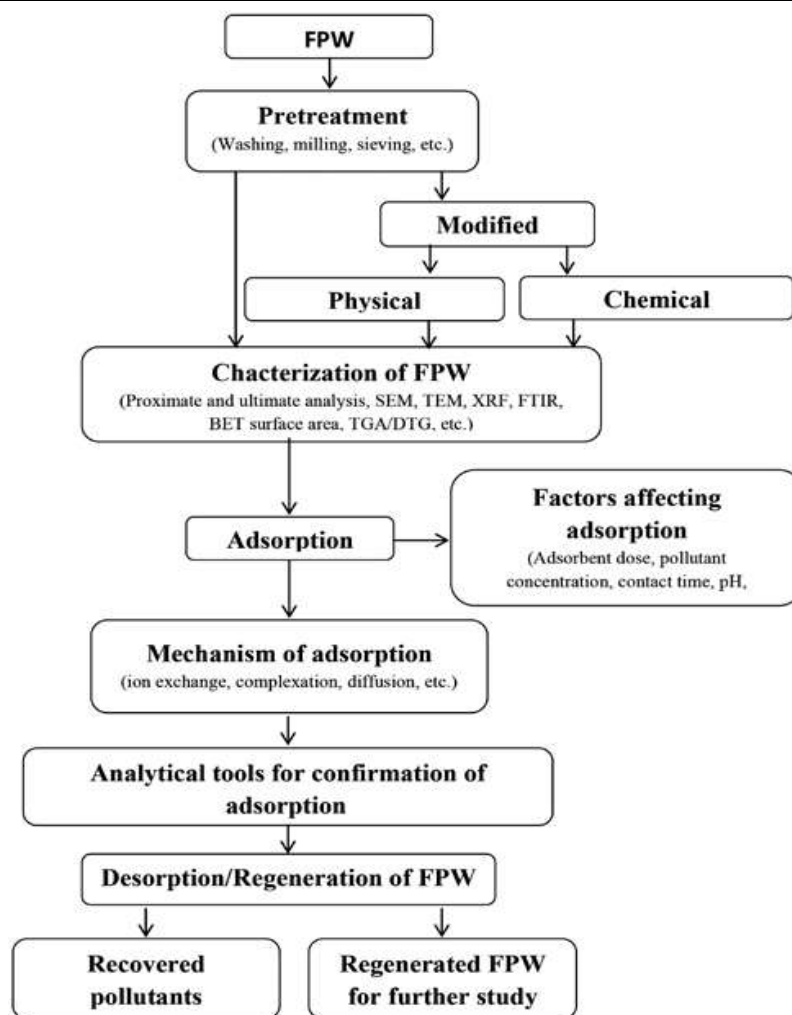 FPW
Pretreatment
(Washing, milling, sieving, etc.)
Modified
Physical
Chemical
Chacterization of FPW
(Proximate and ultimate analysis, SEM, TEM, XRF, FTIR,
BET surface area, TGA/DTG, etc.)
Adsorption
Factors affecting
adsorption
(Adsorbent dose, pollutant
concentration, contact time, pH,
Mechanism of adsorption
(ion exchange, complexation, diffusion, etc.)
Analytical tools for confirmation of
adsorption
Desorption/Regeneration of FPW
Recovered
pollutants
Regenerated FPW
for further study